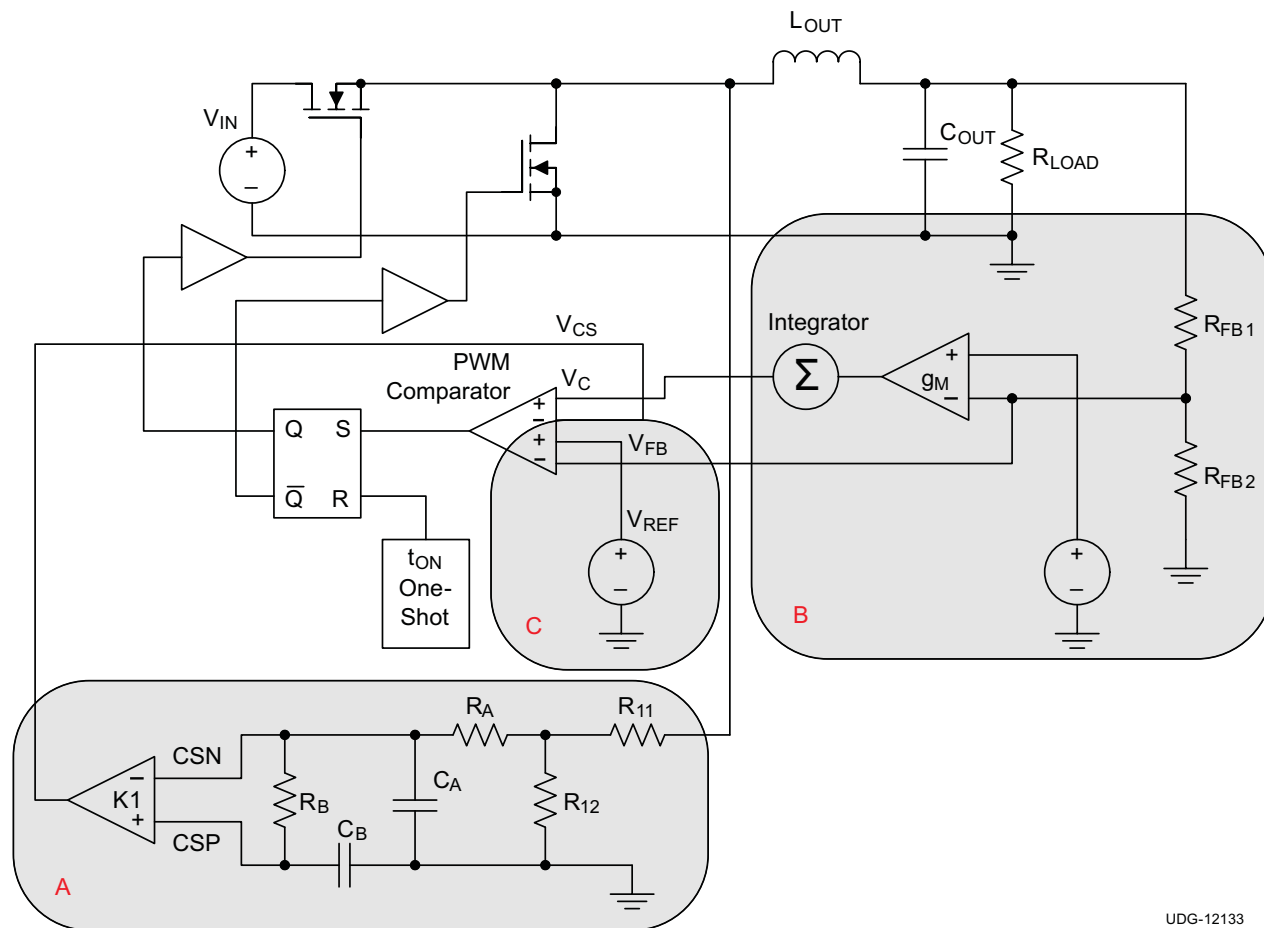 LOUT
VIN
+
−
COUT
RLOAD
Integrator
RFB1
VCS
PWM
Comparator
VC
Σ
gM
+
−
+
−
+
−
Q
S
Q̅
R
VFB
RFB2
VREF
+
−
+
−
tON
One-
Shot
C
B
RA
R11
CSN
K1
−
+
RB
CA
R12
CSP
CB
A
UDG-12133